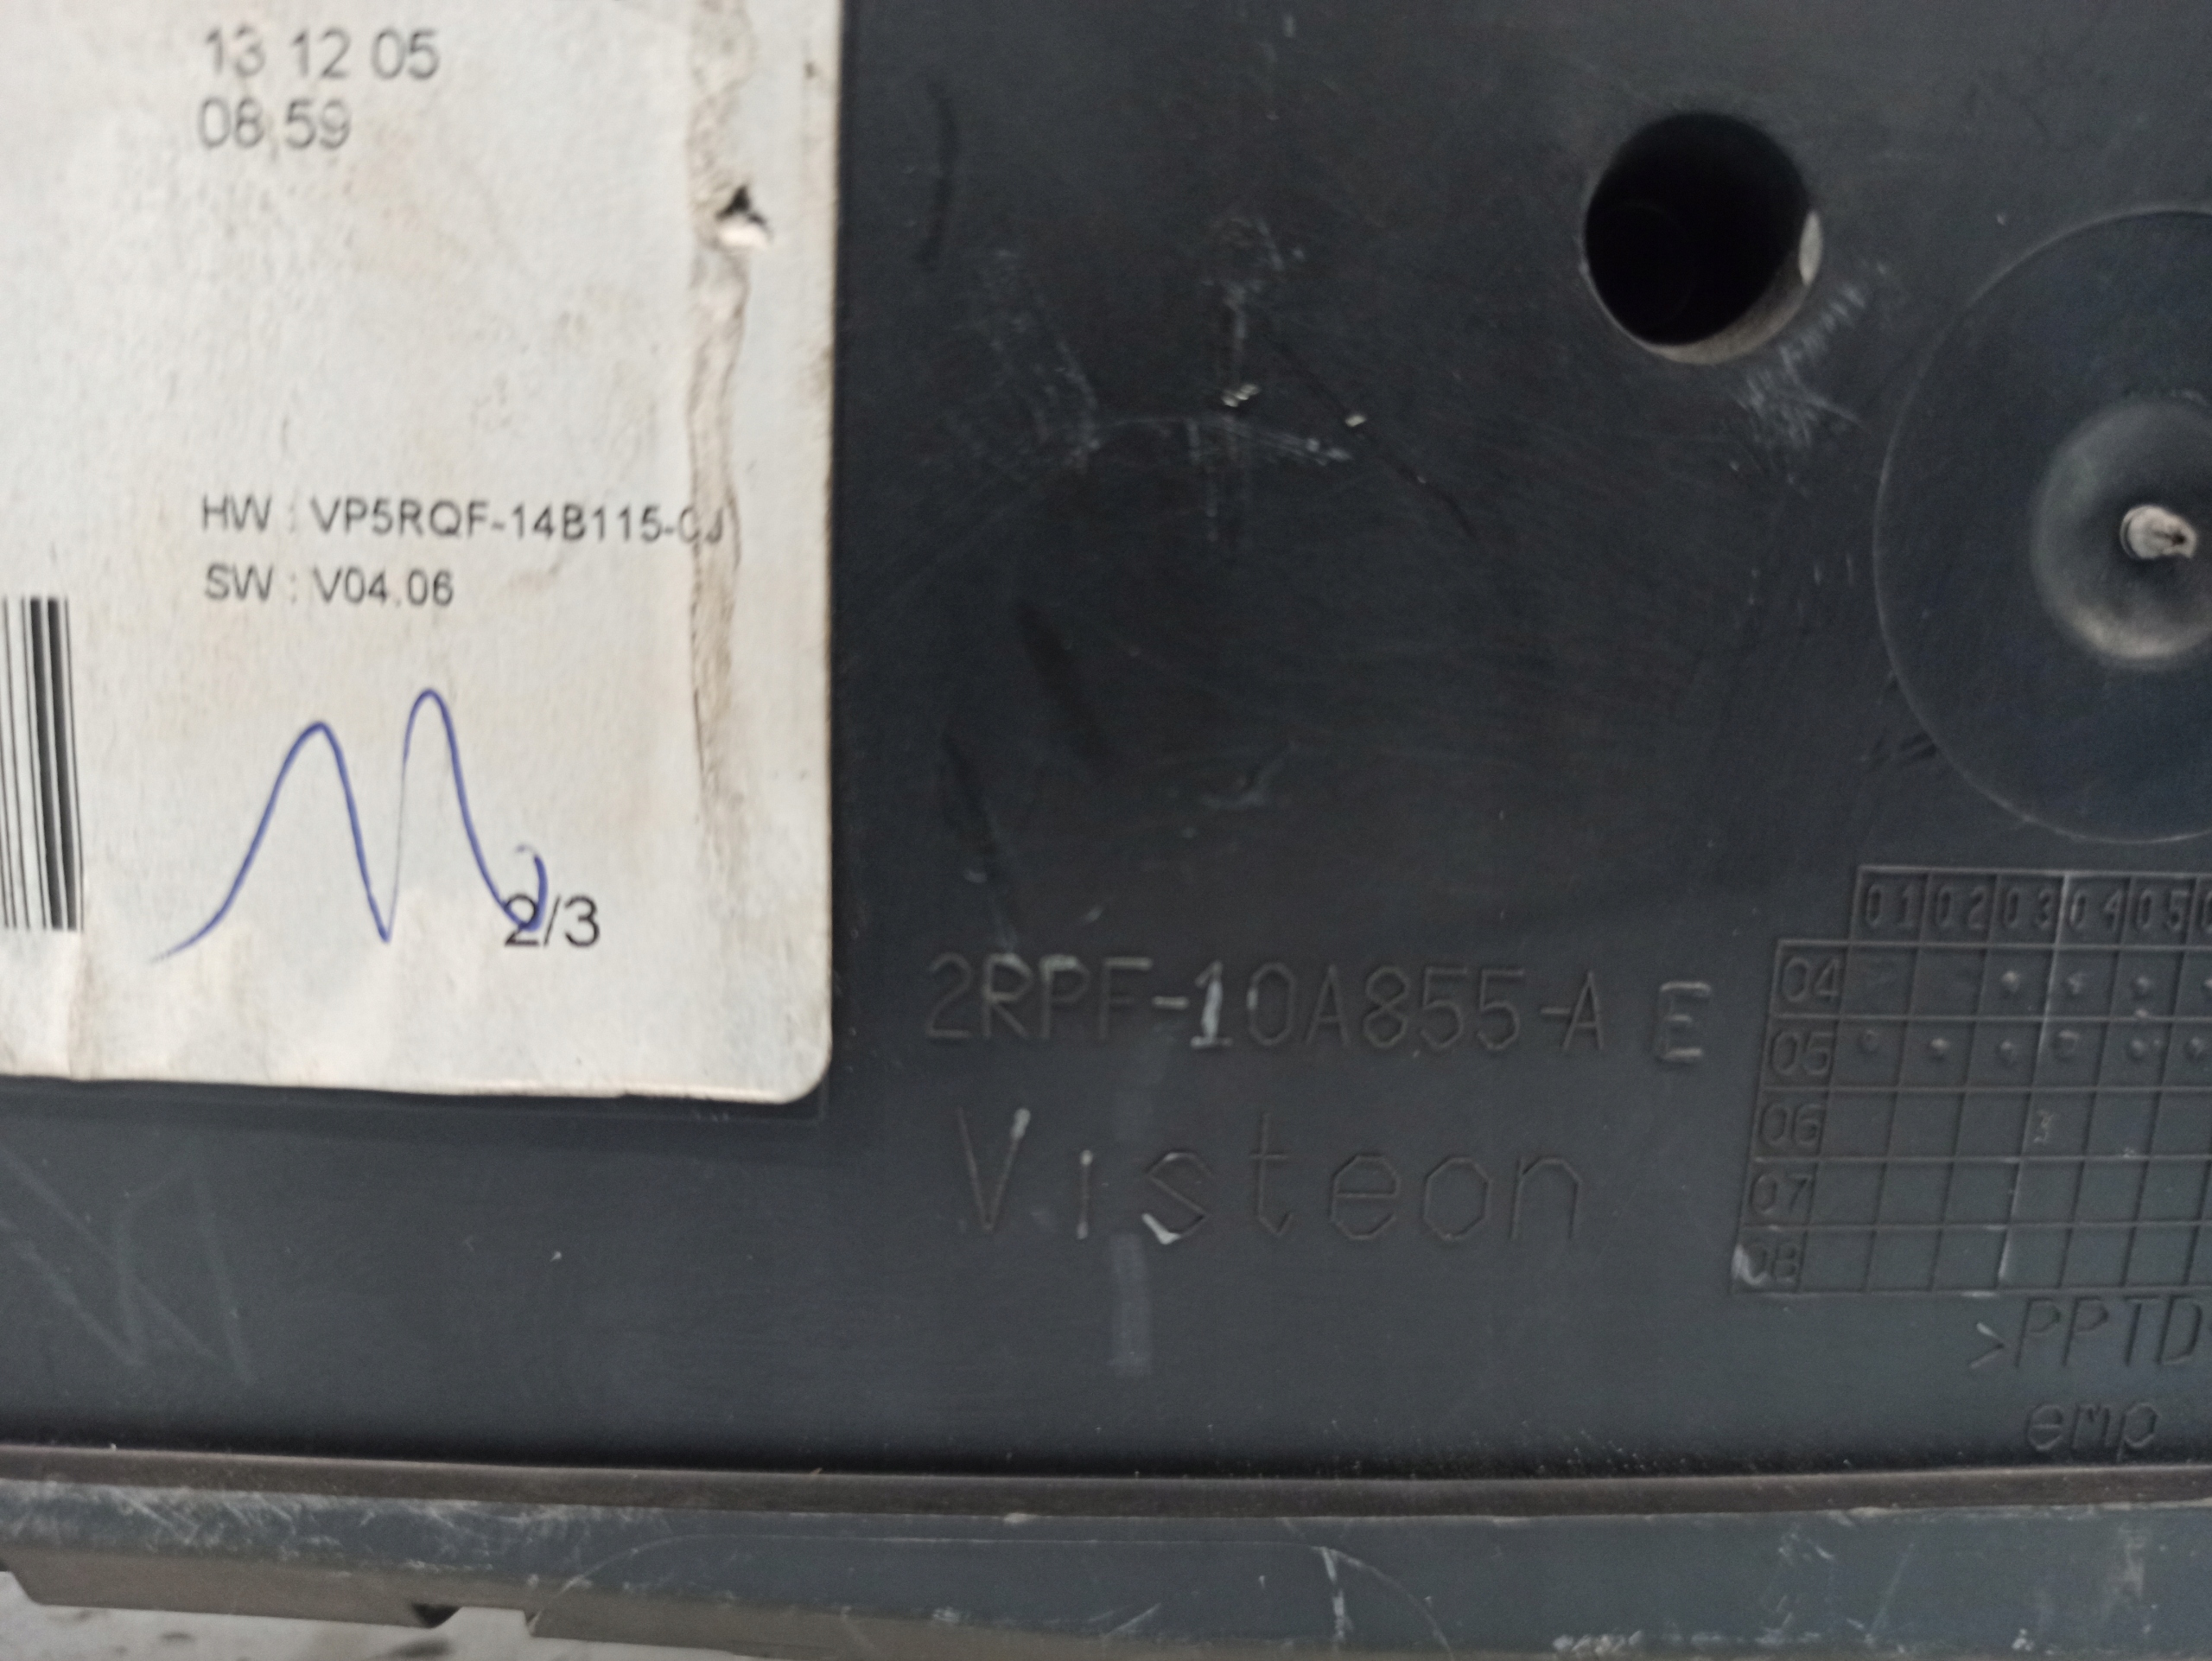 13 12 05
08 59
HW : VP5RQF-14B115-
SW : V04.06
2/3
2RPF-10A855-A E
Visteon
01 02 03 04 05
04
05
06
07
08
>PPTD
emp